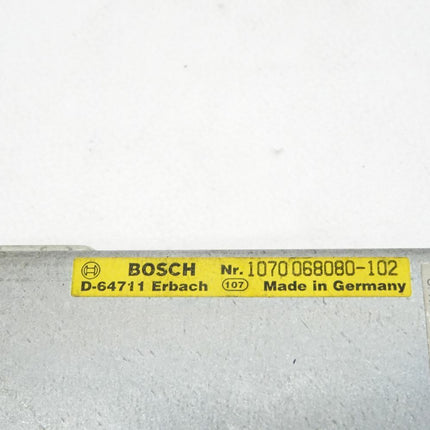 BOSCH Nr. 1070 068080-102
D-64711 Erbach 107 Made in Germany